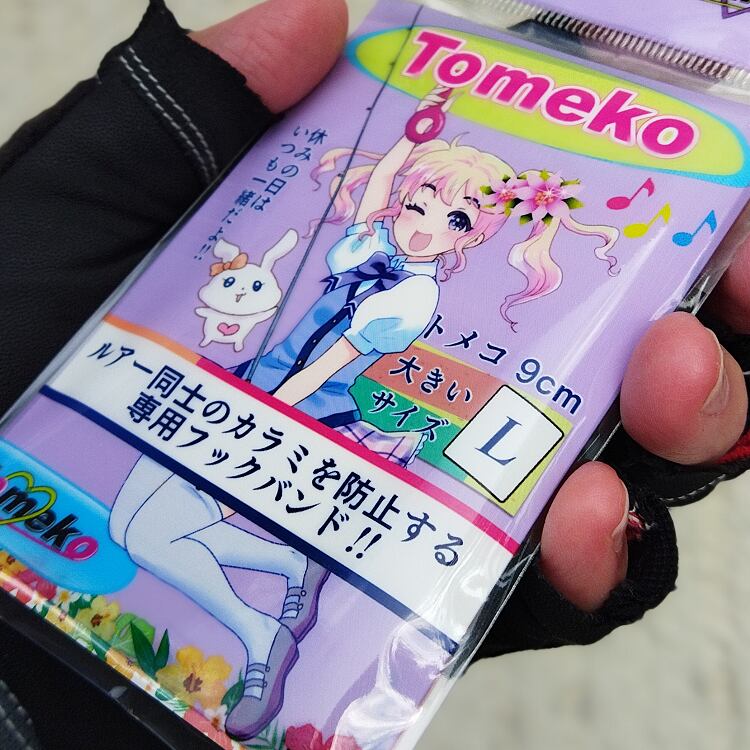 Tomeko
休みの日は
いつも一緒だよ!!
トメコ 9cm
大きい
サイズ
L
ルアー同士のカラミを防止する
専用フックバンド!!
omeko